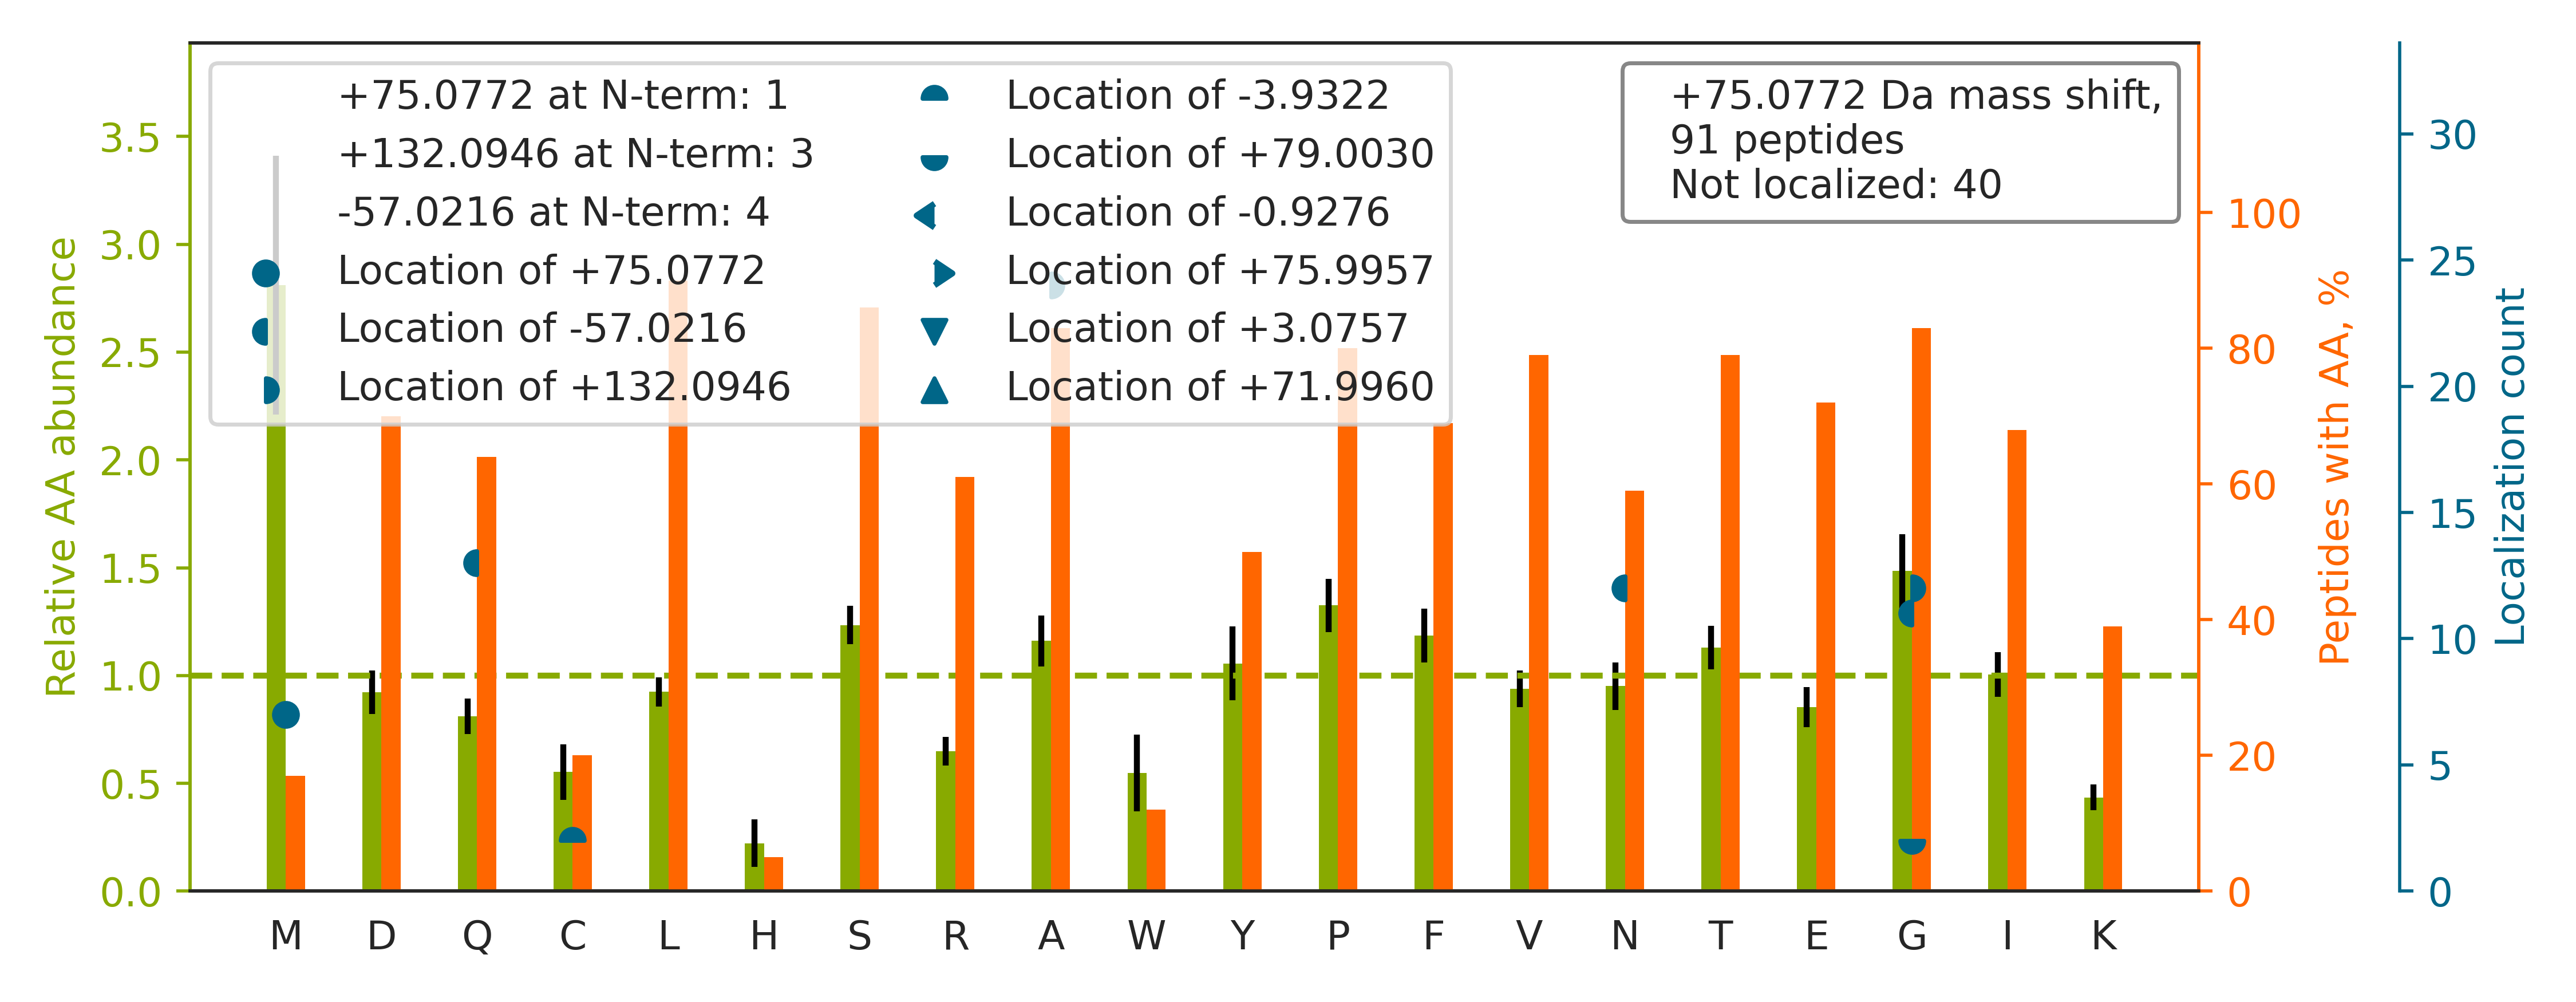 +75.0772 at N-term: 1
+132.0946 at N-term: 3
-57.0216 at N-term: 4
Location of +75.0772
Location of -57.0216
Location of +132.0946
Location of -3.9322
Location of +79.0030
Location of -0.9276
Location of +75.9957
Location of +3.0757
Location of +71.9960
+75.0772 Da mass shift,
91 peptides
Not localized: 40
Relative AA abundance
3.5
3.0
2.5
2.0
1.5
1.0
0.5
0.0
M D Q C L H S R A W Y P F V N T E G I K
100
80
60
40
20
0
Peptides with AA, %
30
25
20
15
10
5
0
Localization count